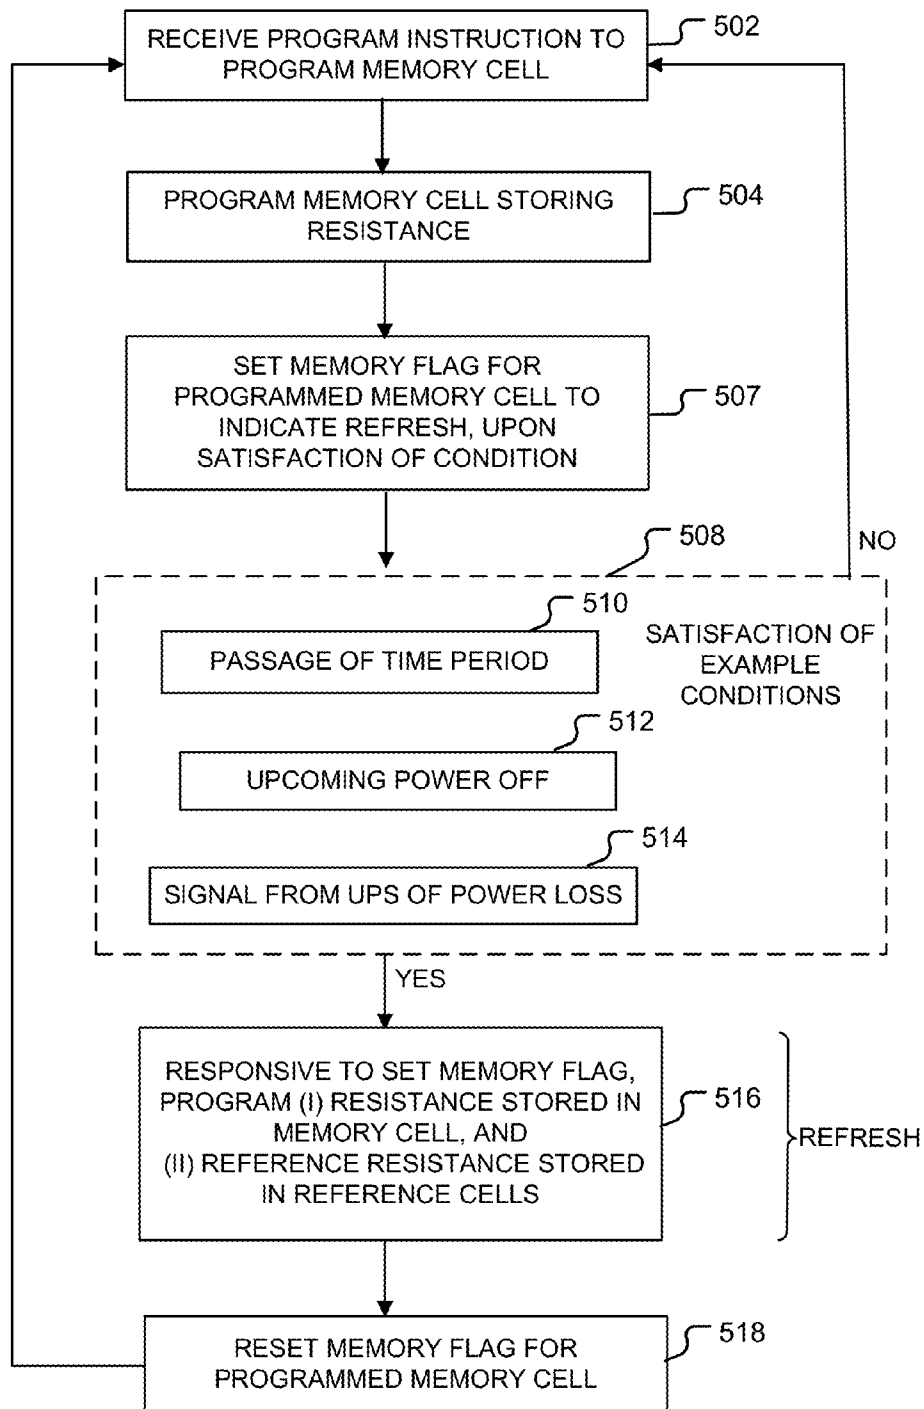 RECEIVE PROGRAM INSTRUCTION TO
PROGRAM MEMORY CELL
502
PROGRAM MEMORY CELL STORING
RESISTANCE
504
SET MEMORY FLAG FOR
PROGRAMMED MEMORY CELL TO
INDICATE REFRESH, UPON
SATISFACTION OF CONDITION
507
508
NO
510
PASSAGE OF TIME PERIOD
SATISFACTION OF
EXAMPLE
CONDITIONS
512
UPCOMING POWER OFF
514
SIGNAL FROM UPS OF POWER LOSS
YES
RESPONSIVE TO SET MEMORY FLAG,
PROGRAM (I) RESISTANCE STORED IN
MEMORY CELL, AND
(II) REFERENCE RESISTANCE STORED
IN REFERENCE CELLS
516
REFRESH
RESET MEMORY FLAG FOR
PROGRAMMED MEMORY CELL
518